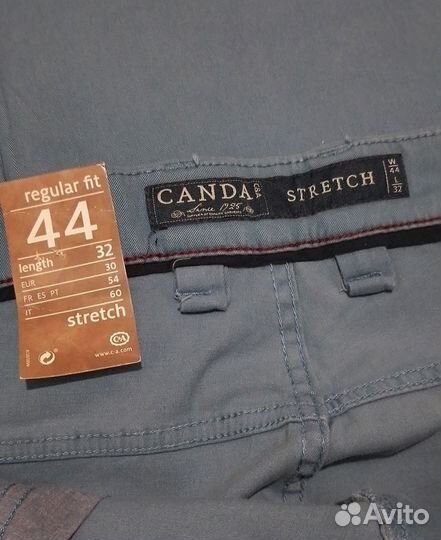 regular fit
44
length 32
EUR 30
FR ES PT 54
IT 60
stretch
C&A
www.c-a.com
CANDA C&A
Since 1925
STRETCH
W 44
L 32
Avito